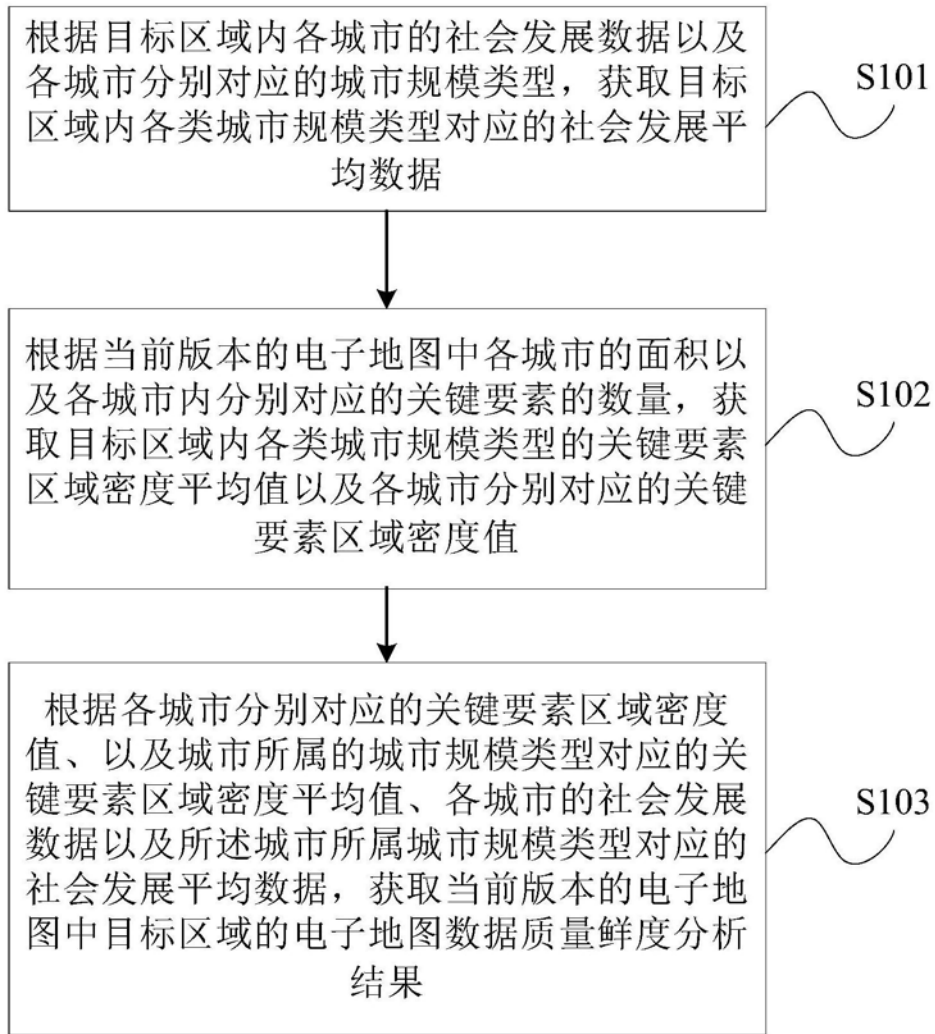 根据目标区域内各城市的社会发展数据以及
各城市分别对应的城市规模类型，获取目标
区域内各类城市规模类型对应的社会发展平
均数据
S101
根据当前版本的电子地图中各城市的面积以
及各城市内分别对应的关键要素的数量，获
取目标区域内各类城市规模类型的关键要素
区域密度平均值以及各城市分别对应的关键
要素区域密度值
S102
根据各城市分别对应的关键要素区域密度
值、以及城市所属的城市规模类型对应的关
键要素区域密度平均值、各城市的社会发展
数据以及所述城市所属城市规模类型对应的
社会发展平均数据，获取当前版本的电子地
图中目标区域的电子地图数据质量鲜度分析
结果
S103